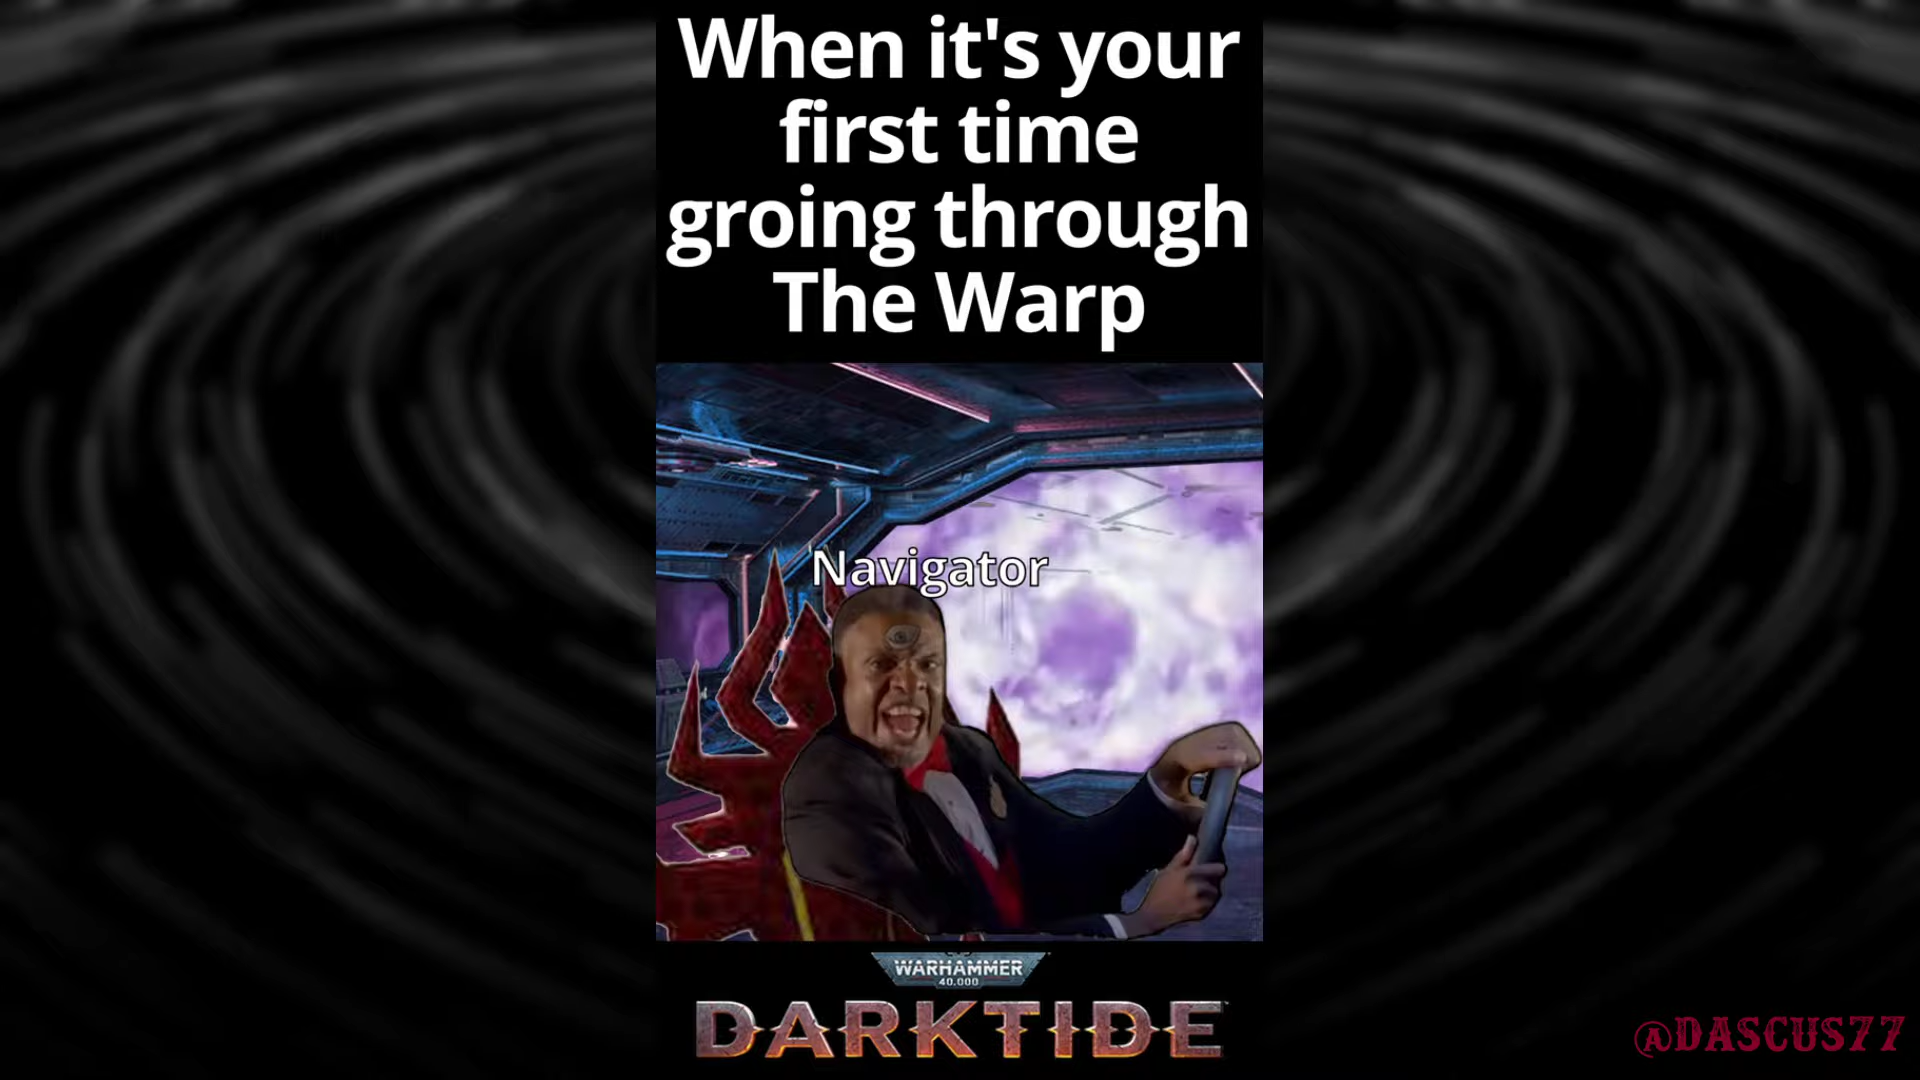 When it's your
first time
groing through
The Warp
Navigator
WARHAMMER
40,000
DARKTIDE
@DASCUS77